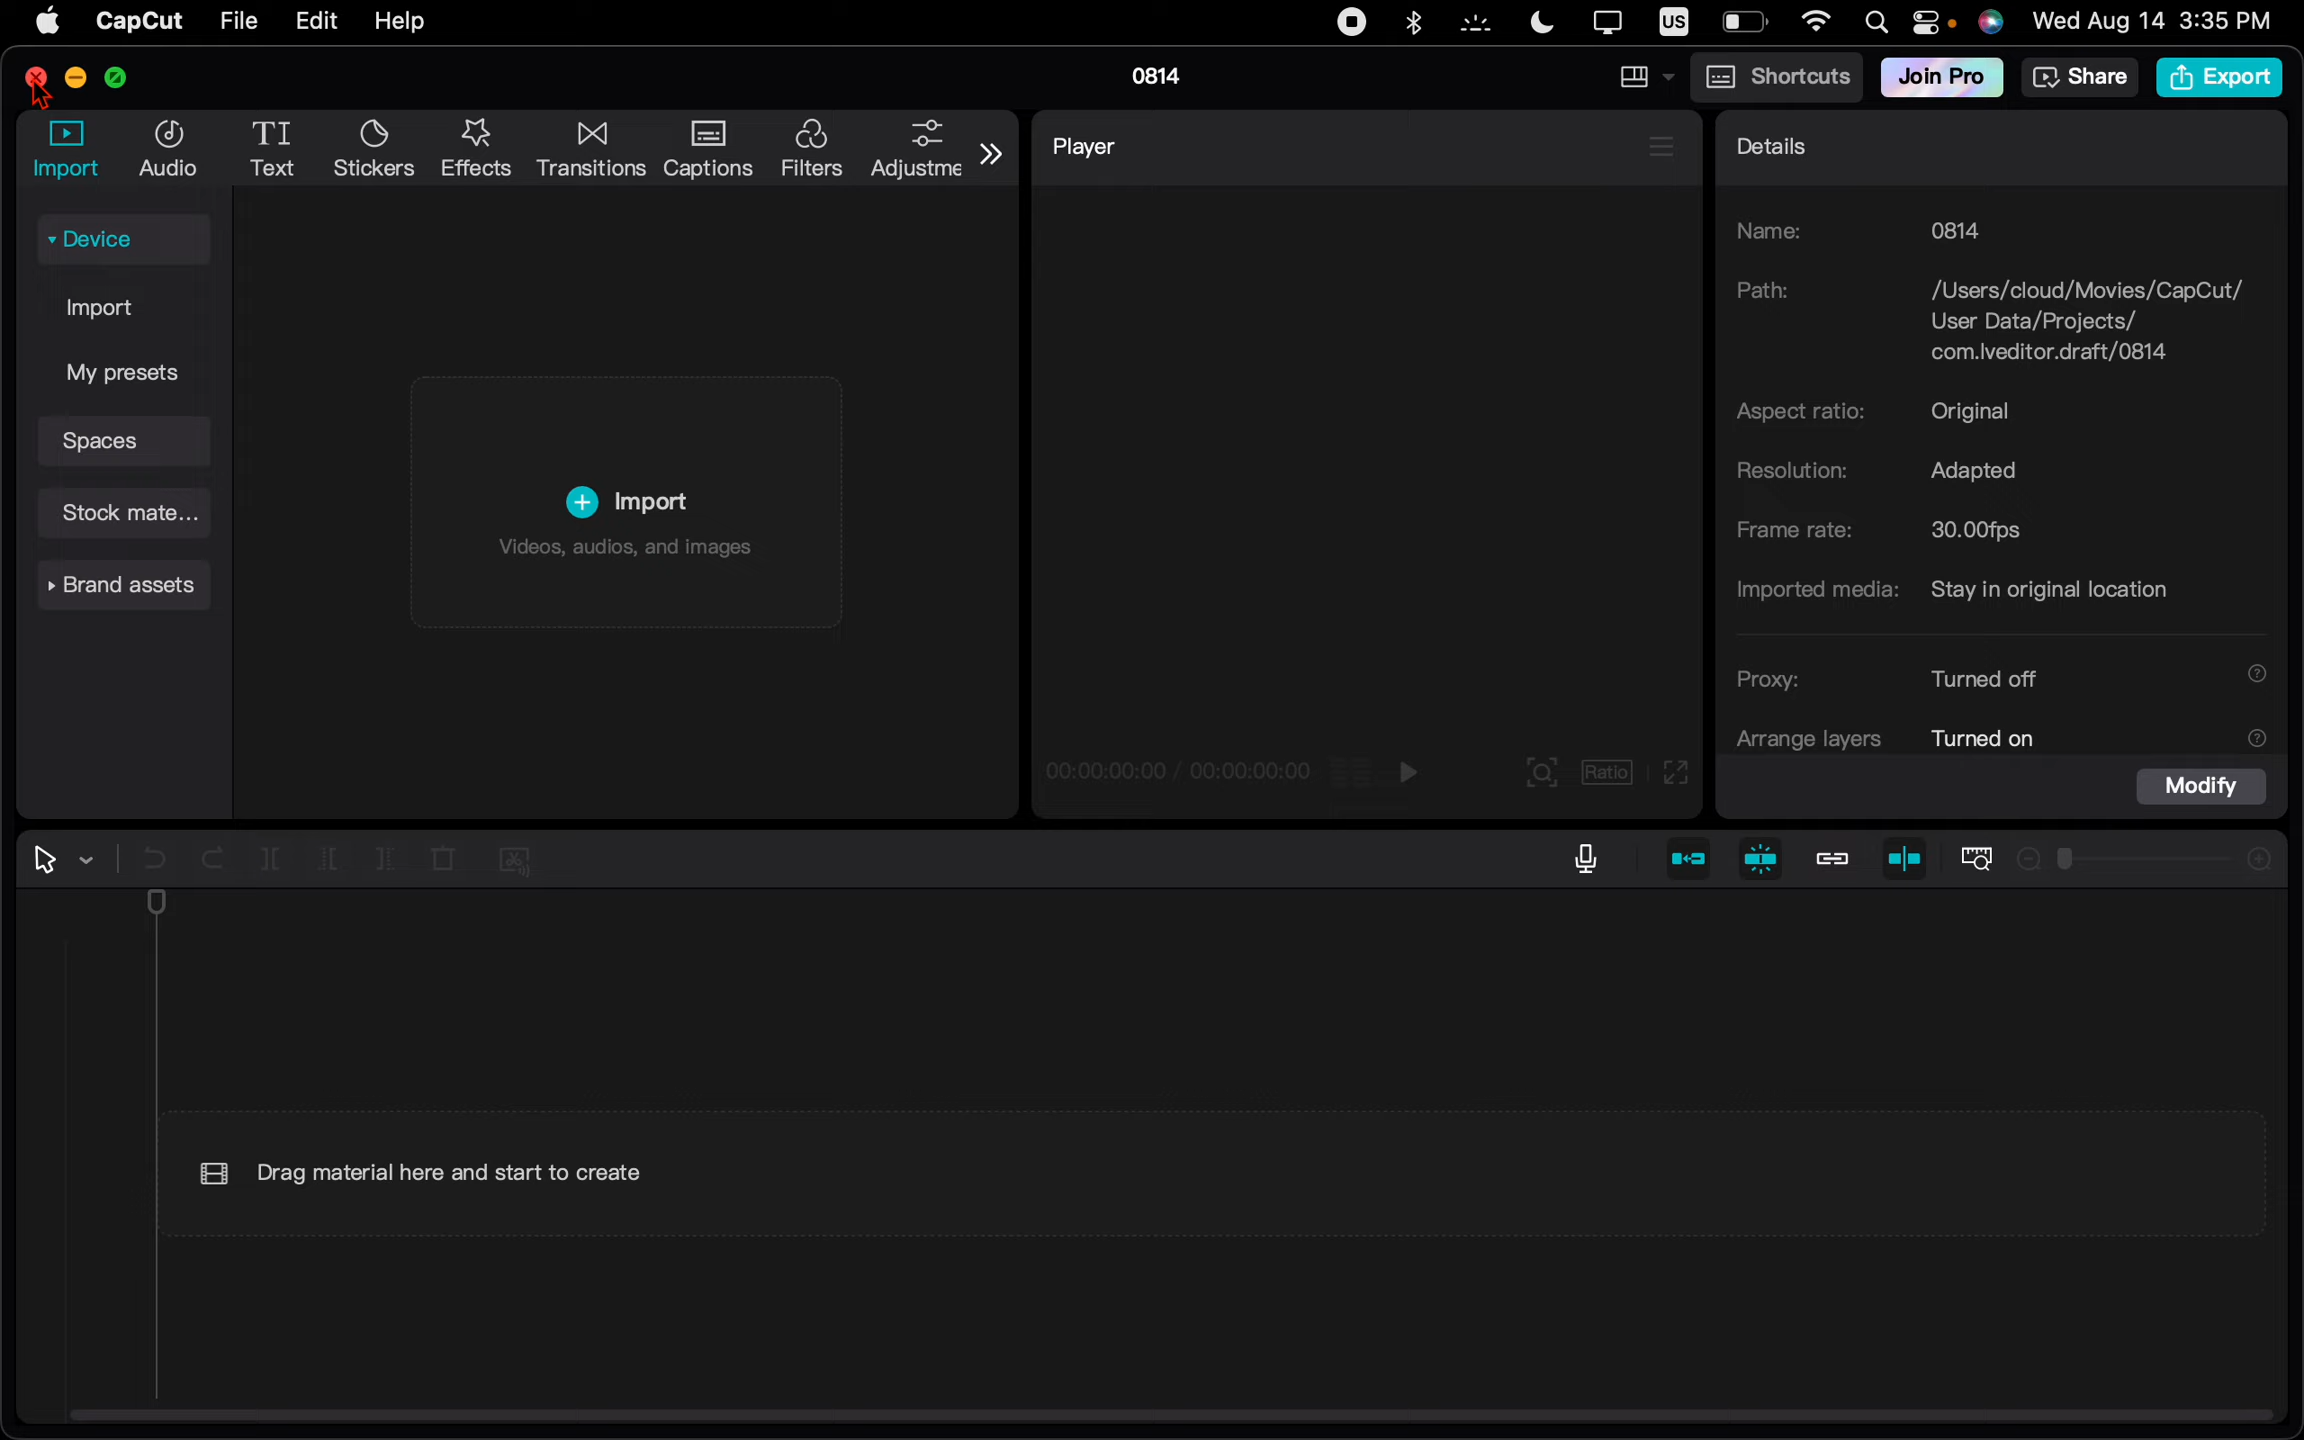 CapCut File Edit Help US Wed Aug 14 3:35 PM
0814 Shortcuts Join Pro Share Export
Import Audio Text Stickers Effects Transitions Captions Filters Adjustme
Device
Import
My presets
Spaces
Stock mate...
Brand assets
Import
Videos, audios, and images
Player
00:00:00:00 / 00:00:00:00 Ratio
Details
Name: 0814
Path: /Users/cloud/Movies/CapCut/
User Data/Projects/
com.lveditor.draft/0814
Aspect ratio: Original
Resolution: Adapted
Frame rate: 30.00fps
Imported media: Stay in original location
Proxy: Turned off
Arrange layers Turned on
Modify
Drag material here and start to create